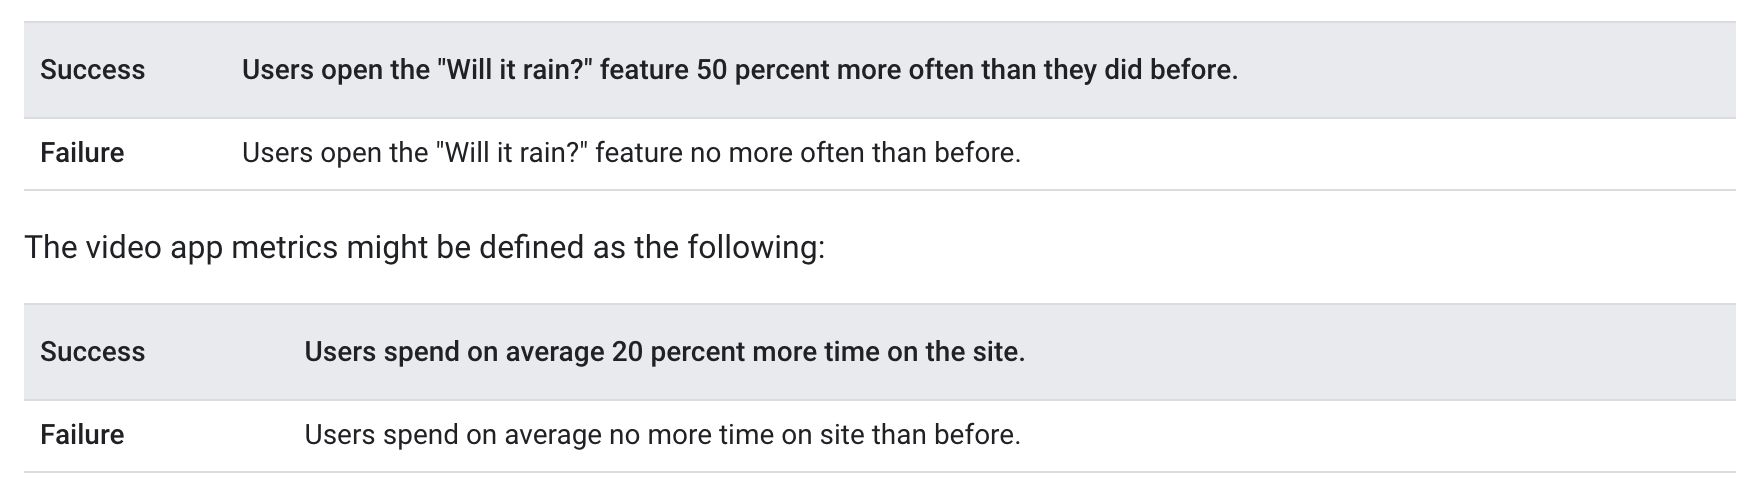 Success Users open the "Will it rain?" feature 50 percent more often than they did before.
Failure Users open the "Will it rain?" feature no more often than before.
The video app metrics might be defined as the following:
Success Users spend on average 20 percent more time on the site.
Failure Users spend on average no more time on site than before.